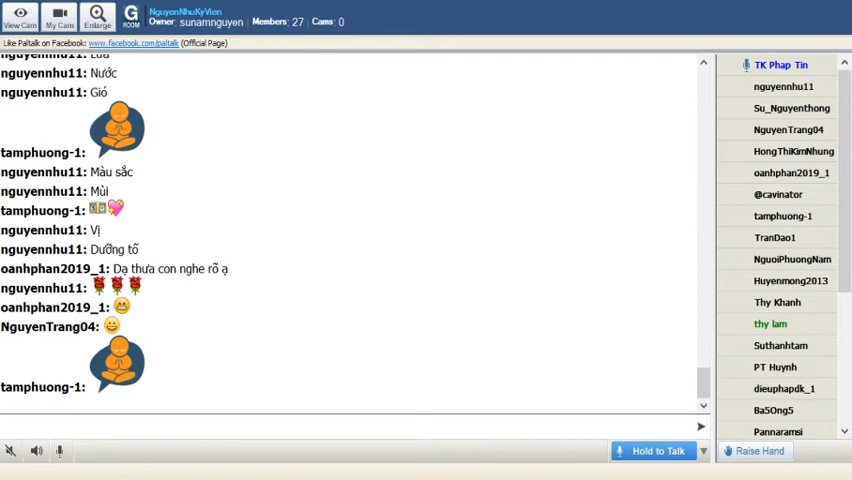 View Cam
My Cam
Enlarge
G
ROOM
NguyenNhuKyVien
Owner: sunamnguyen Members: 27 Cams: 0
Like Paltalk on Facebook: www.facebook.com/paltalk (Official Page)
nguyennhu11: Lửa
nguyennhu11: Nước
nguyennhu11: Gió
tamphuong-1:
nguyennhu11: Màu sắc
nguyennhu11: Mùi
tamphuong-1:
nguyennhu11: Vị
nguyennhu11: Dưỡng tố
oanhphan2019_1: Dạ thưa con nghe rõ ạ
nguyennhu11:
oanhphan2019_1:
NguyenTrang04:
tamphuong-1:
TK Phap Tin
nguyennhu11
Su_Nguyenthong
NguyenTrang04
HongThiKimNhung
oanhphan2019_1
@cavinator
tamphuong-1
TranDao1
NguoiPhuongNam
Huyenmong2013
Thy Khanh
thy lam
Suthanhtam
PT Huynh
dieuphapdk_1
Ba5Ong5
Pannaramsi
Hold to Talk
Raise Hand